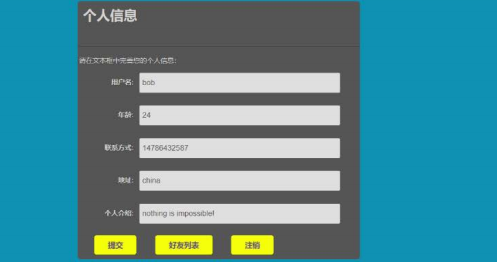 个人信息
请在文本框中完善您的个人信息:
用户名: bob
年龄: 24
联系方式: 14786432587
地址: china
个人介绍: nothing is impossible!
提交 好友列表 注销